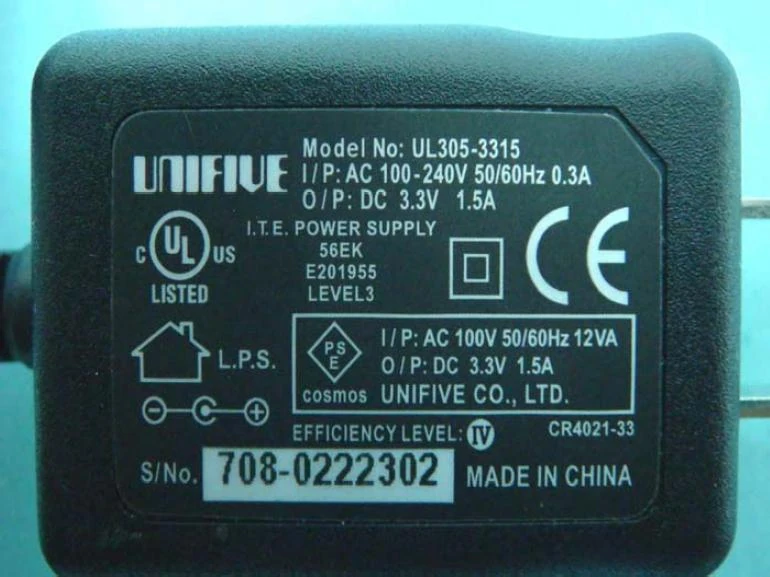 UNIFIVE
Model No: UL305-3315
I/P: AC 100-240V 50/60Hz 0.3A
O/P: DC 3.3V 1.5A
I.T.E. POWER SUPPLY
56EK
E201955
LEVEL3
C UL US
LISTED
CE
L.P.S.
PSE
cosmos
I/P: AC 100V 50/60Hz 12VA
O/P: DC 3.3V 1.5A
UNIFIVE CO., LTD.
EFFICIENCY LEVEL: IV
CR4021-33
S/No. 708-0222302 MADE IN CHINA